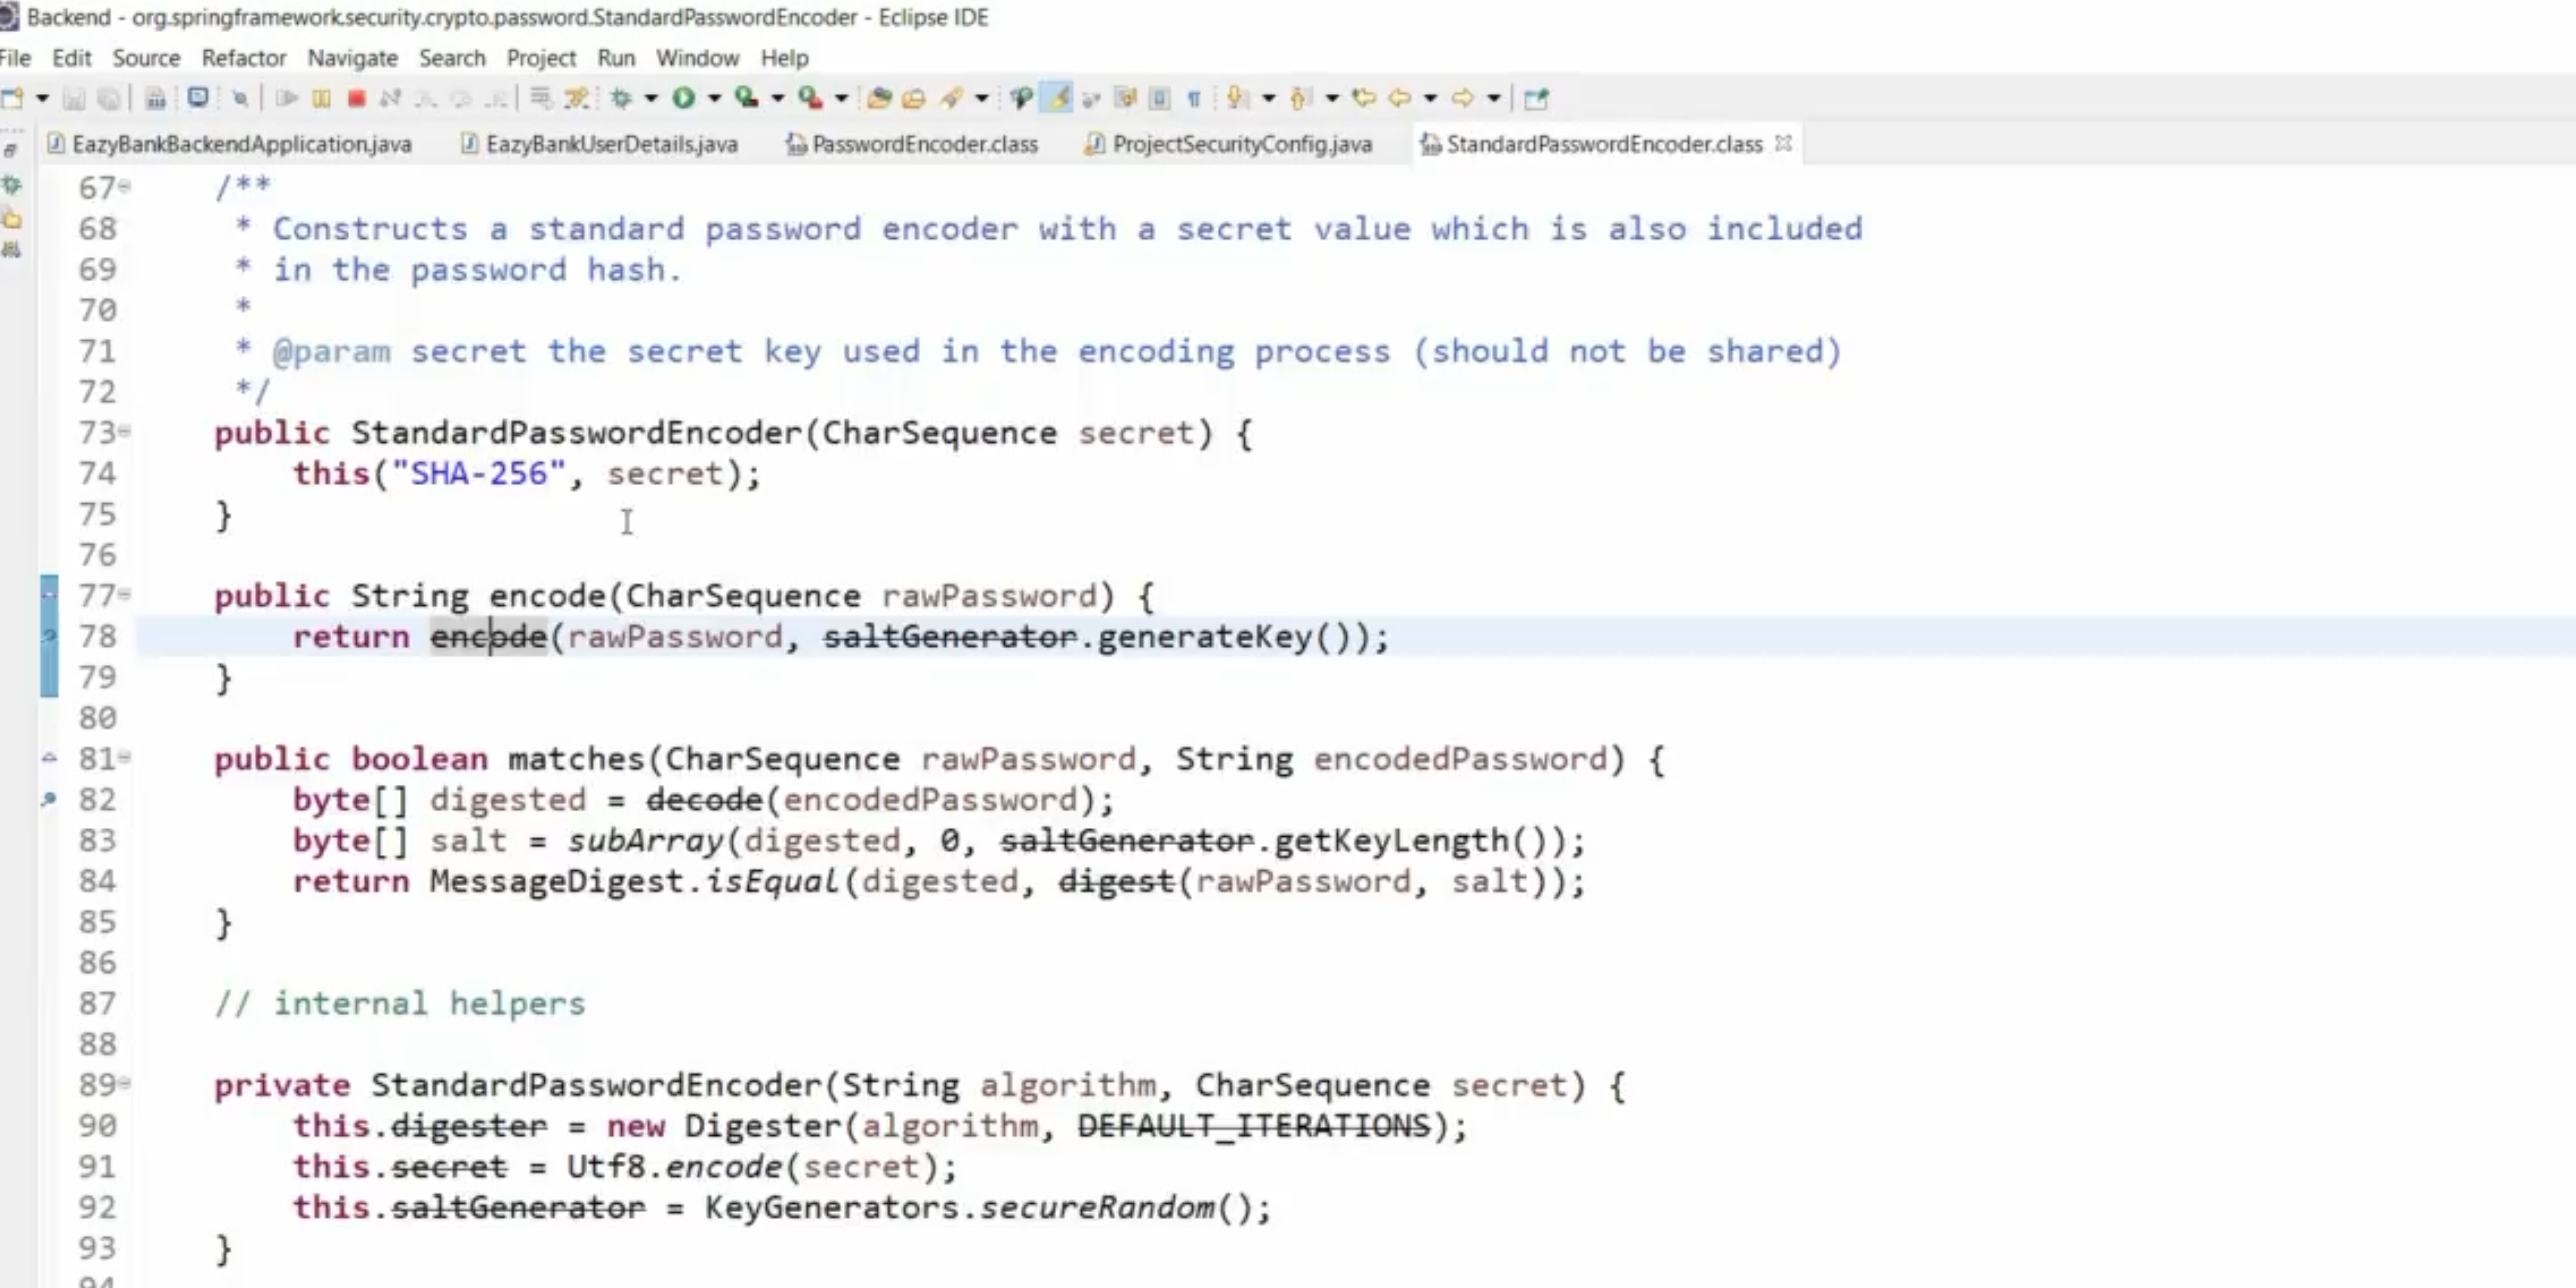 Backend - org.springframework.security.crypto.password.StandardPasswordEncoder - Eclipse IDE
File Edit Source Refactor Navigate Search Project Run Window Help
EazyBankBackendApplication.java EazyBankUserDetails.java PasswordEncoder.class ProjectSecurityConfig.java StandardPasswordEncoder.class
67 /**
68 * Constructs a standard password encoder with a secret value which is also included
69 * in the password hash.
70 *
71 * @param secret the secret key used in the encoding process (should not be shared)
72 */
73 public StandardPasswordEncoder(CharSequence secret) {
74 this("SHA-256", secret);
75 }
76
77 public String encode(CharSequence rawPassword) {
78 return encode(rawPassword, saltGenerator.generateKey());
79 }
80
81 public boolean matches(CharSequence rawPassword, String encodedPassword) {
82 byte[] digested = decode(encodedPassword);
83 byte[] salt = subArray(digested, 0, saltGenerator.getKeyLength());
84 return MessageDigest.isEqual(digested, digest(rawPassword, salt));
85 }
86
87 // internal helpers
88
89 private StandardPasswordEncoder(String algorithm, CharSequence secret) {
90 this.digester = new Digester(algorithm, DEFAULT_ITERATIONS);
91 this.secret = Utf8.encode(secret);
92 this.saltGenerator = KeyGenerators.secureRandom();
93 }
94